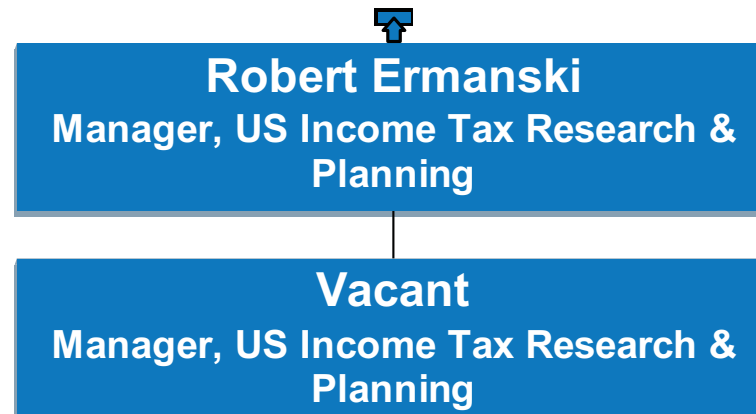 Robert Ermanski
Manager, US Income Tax Research &
Planning
Vacant
Manager, US Income Tax Research &
Planning